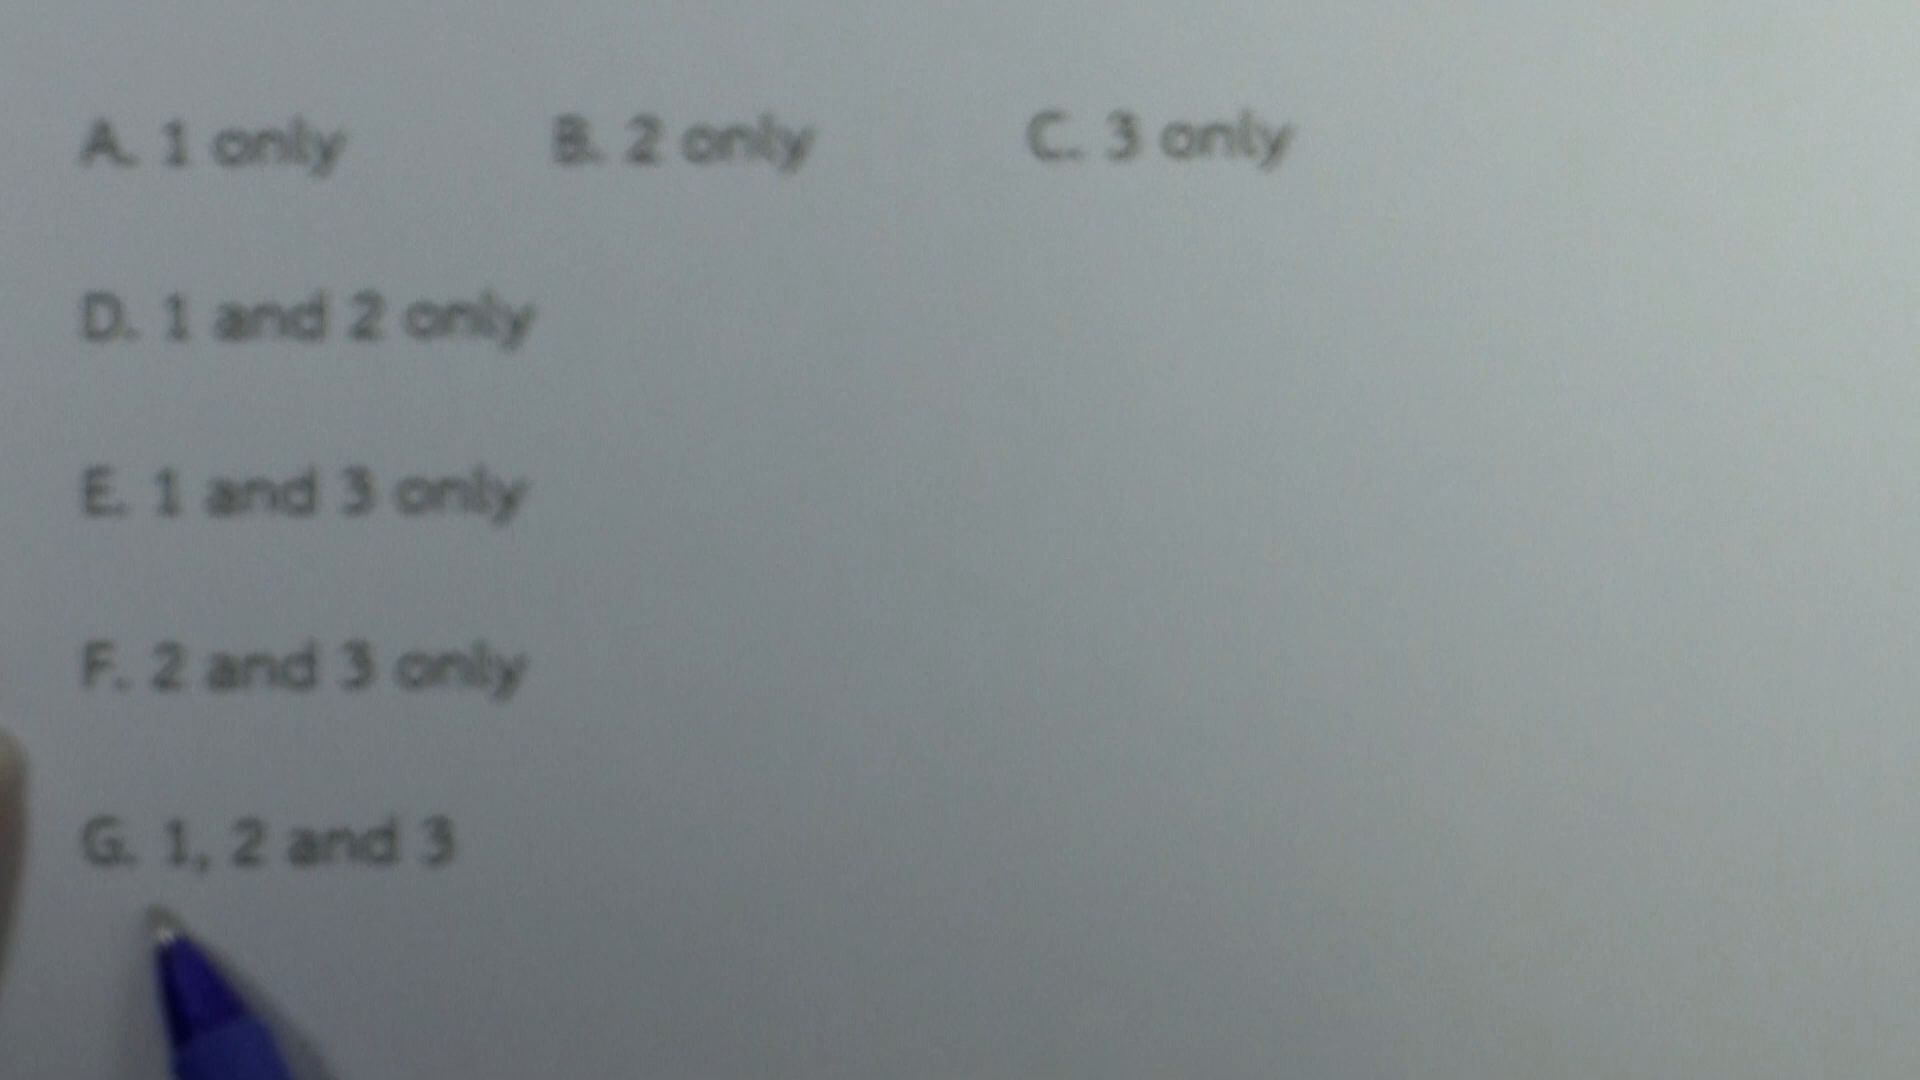 A. 1 only B. 2 only C. 3 only
D. 1 and 2 only
E. 1 and 3 only
F. 2 and 3 only
G. 1, 2 and 3